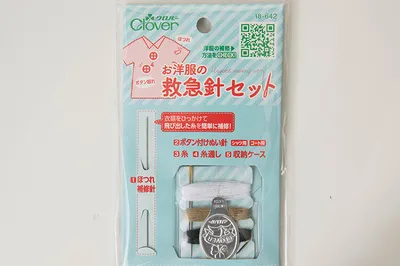 クロバー
Clover
18-642
ほつれ
ボタン取れ
洋服の補修
方法をCHECK!
お洋服の
救急針セット
衣類をひっかけて
飛び出した糸を簡単に補修!
1 ほつれ
補修針
2 ボタン付けぬい針 シャツ用 コート用
3 糸 4 糸通し 5 収納ケース